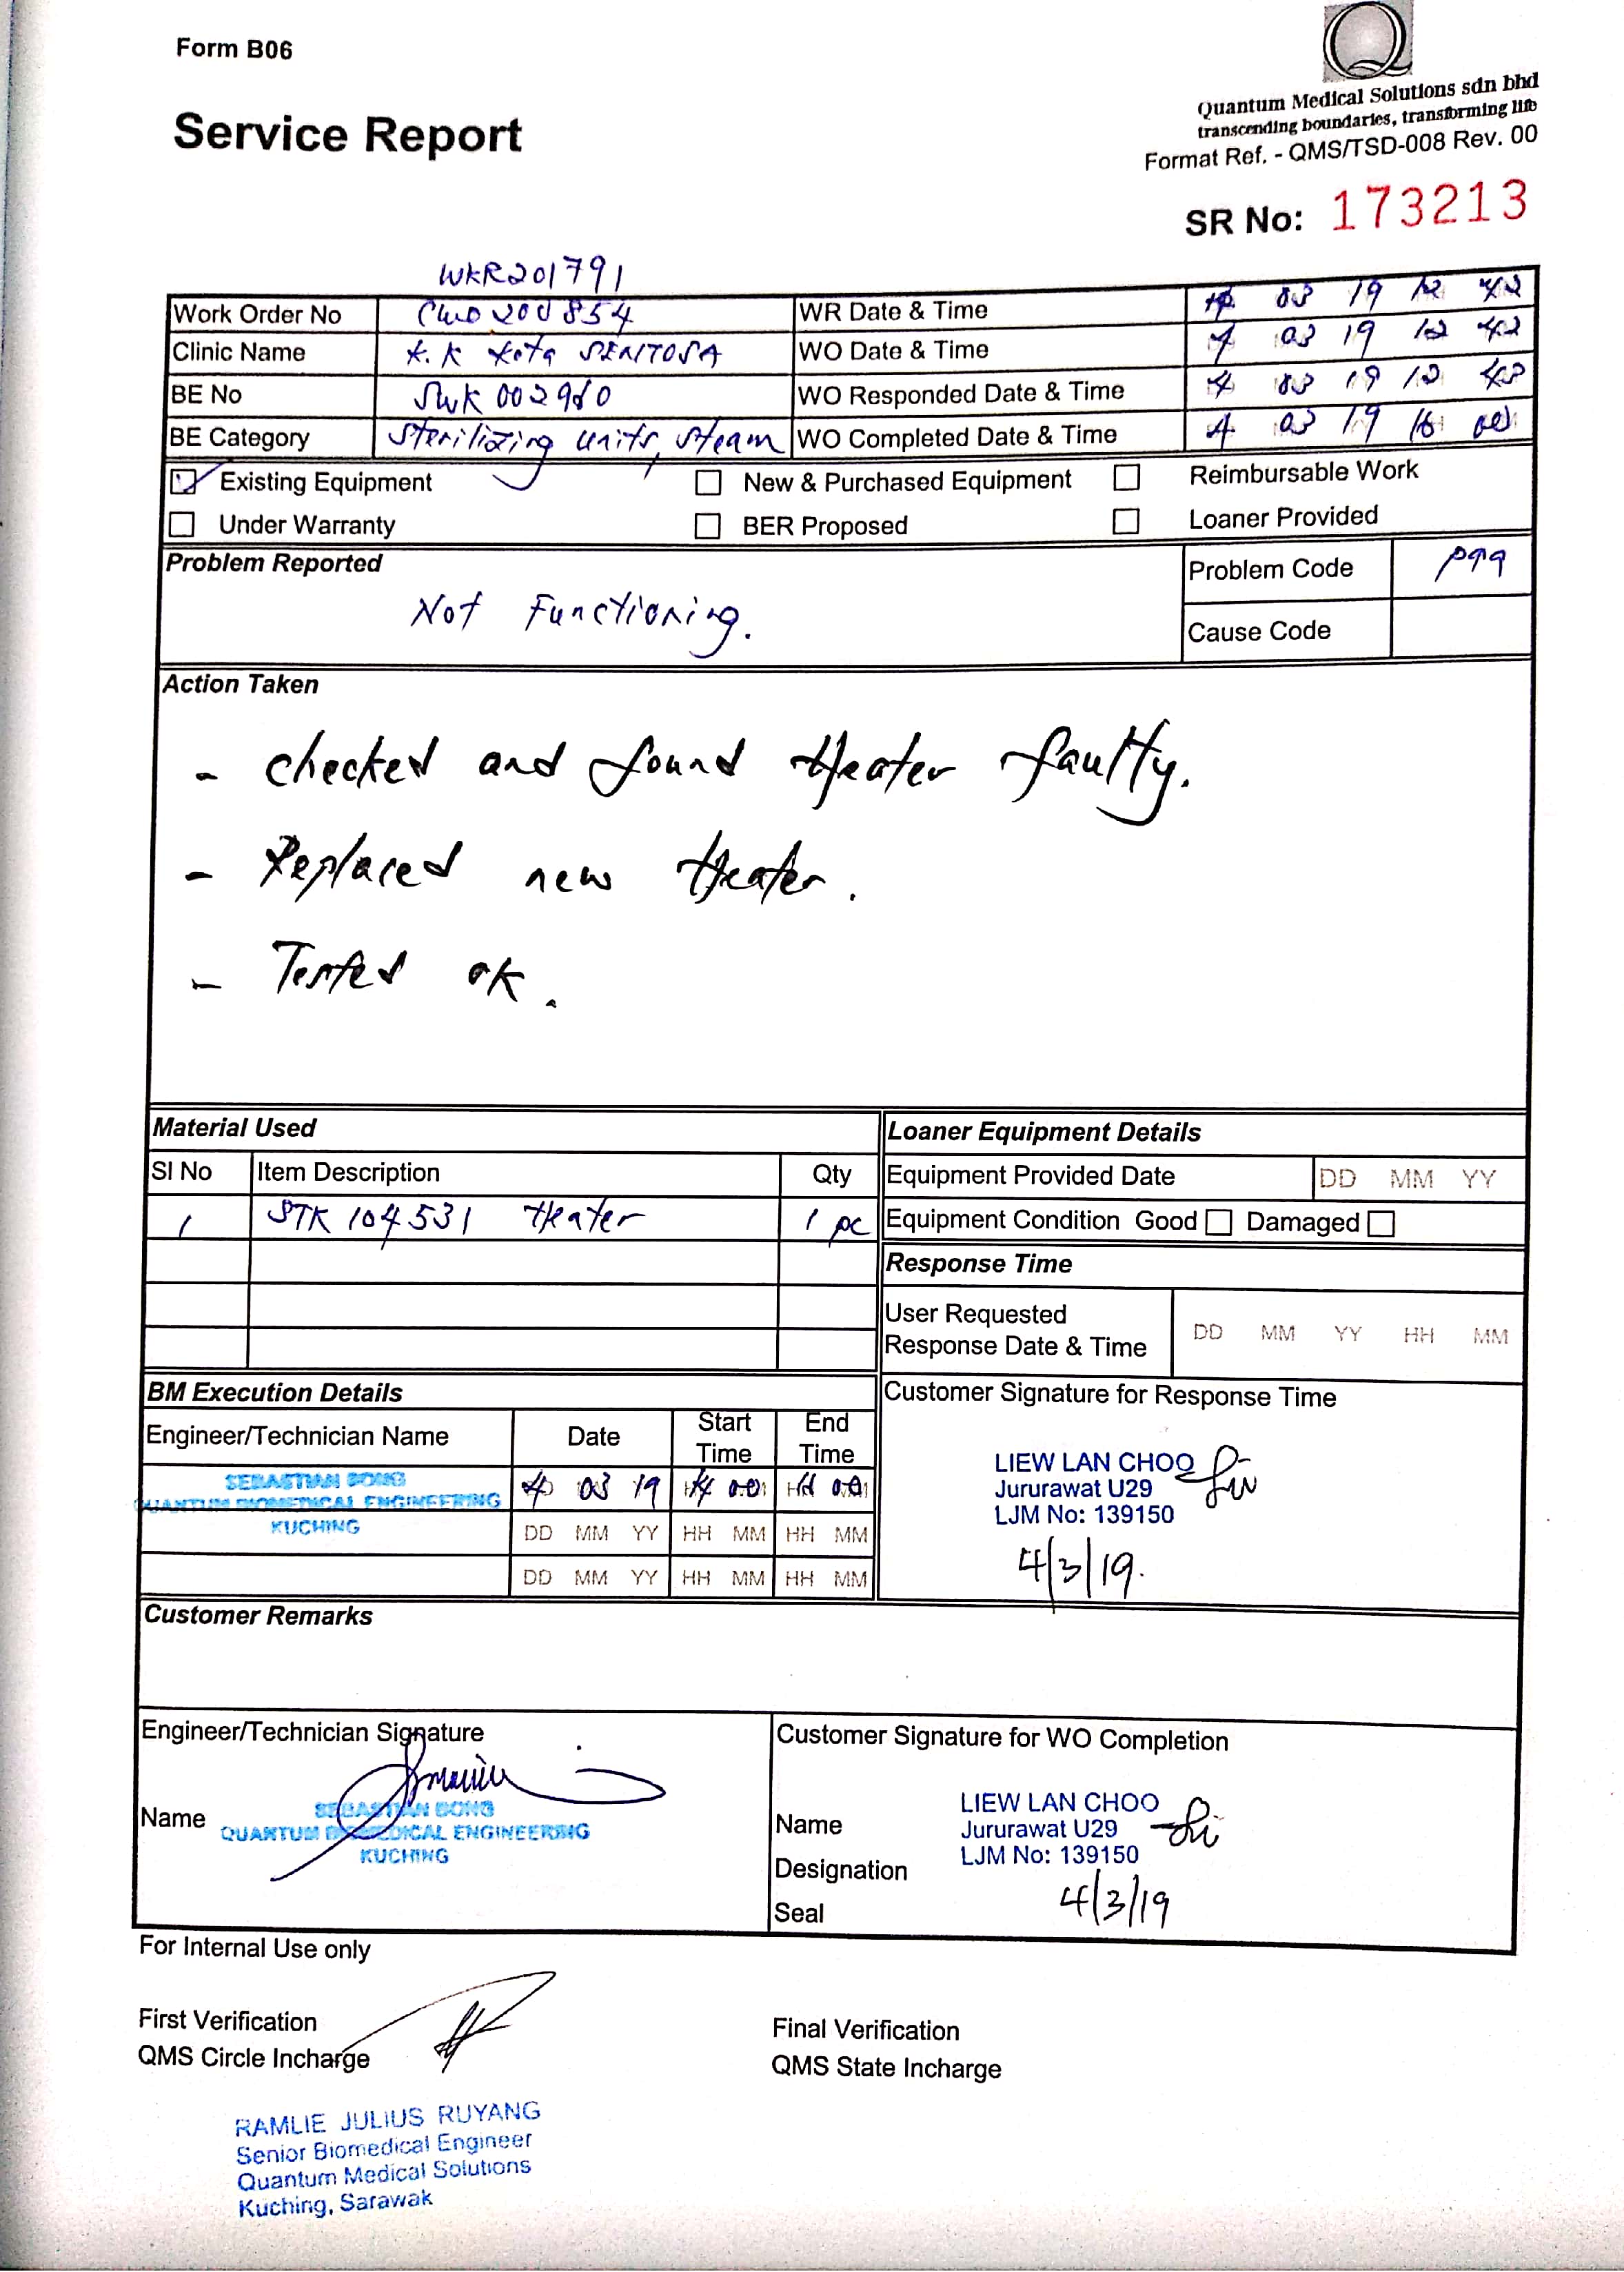 Form B06
Service Report
Quantum Medical Solutions sdn bhd
transcending boundaries, transforming life
Format Ref. - QMS/TSD-008 Rev. 00
SR No: 173213
WKR201791
Work Order No CWO 200854 WR Date & Time 4 03 19 12 42
Clinic Name K.K Kota SENTOSA WO Date & Time 4 03 19 12 42
BE No SWK 002980 WO Responded Date & Time 4 03 19 12 43
BE Category Sterilizing units, steam WO Completed Date & Time 4 03 19 16 00
Existing Equipment New & Purchased Equipment Reimbursable Work
Under Warranty BER Proposed Loaner Provided
Problem Reported Problem Code P99
Not Functioning.
Cause Code
Action Taken
- checked and found Heater faulty.
- Replaced new Heater.
- Tested ok.
Material Used Loaner Equipment Details
Sl No Item Description Qty Equipment Provided Date DD MM YY
1 STK 104531 Heater 1 pc Equipment Condition Good Damaged
Response Time
User Requested
Response Date & Time DD MM YY HH MM
BM Execution Details Customer Signature for Response Time
Engineer/Technician Name Date Start Time End Time
SEBASTIAN BONG 4 03 19 00 00
QUANTUM BIOMEDICAL ENGINEERING
KUCHING DD MM YY HH MM HH MM
DD MM YY HH MM HH MM
LIEW LAN CHOO
Jururawat U29
LJM No: 139150
4/3/19.
Customer Remarks
Engineer/Technician Signature Customer Signature for WO Completion
Name SEBASTIAN BONG
QUANTUM BIOMEDICAL ENGINEERING
KUCHING
LIEW LAN CHOO
Name Jururawat U29
LJM No: 139150
Designation
Seal 4/3/19
For Internal Use only
First Verification Final Verification
QMS Circle Incharge QMS State Incharge
RAMLIE JULIUS RUYANG
Senior Biomedical Engineer
Quantum Medical Solutions
Kuching, Sarawak